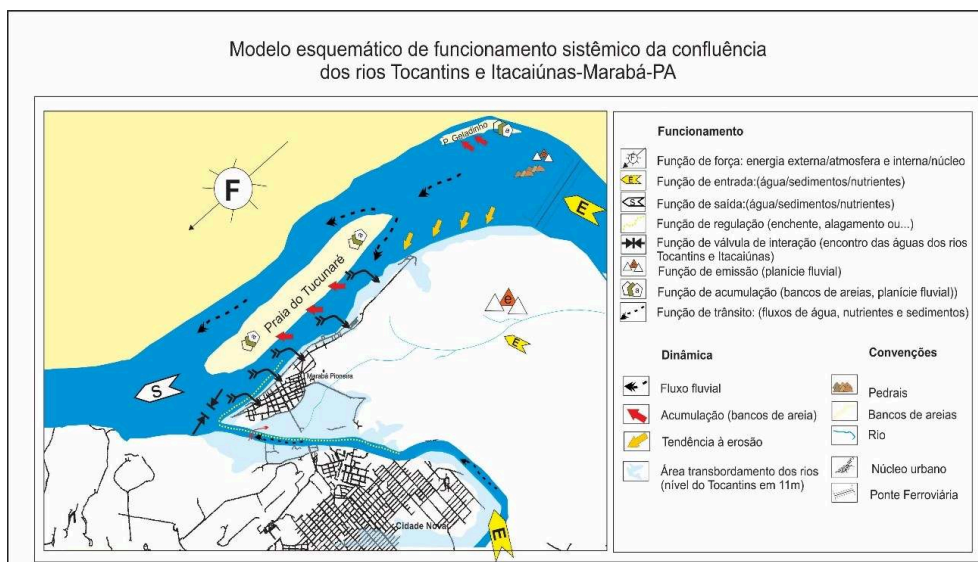 Modelo esquemático de funcionamento sistêmico da confluência
dos rios Tocantins e Itacaiúnas-Marabá-PA
P. Geladinho
a
e
E
F
a
Praia do Tucunaré
e
E
a
Marabá Pioneira
S
Cidade Nova
E
Funcionamento
F
Função de força: energia externa/atmosfera e interna/núcleo
E
Função de entrada:(água/sedimentos/nutrientes)
S
Função de saída:(água/sedimentos/nutrientes)
Função de regulação (enchente, alagamento ou...)
Função de válvula de interação (encontro das águas dos rios
Tocantins e Itacaiúnas)
e
Função de emissão (planície fluvial)
a
Função de acumulação (bancos de areias, planície fluvial))
Função de trânsito: (fluxos de água, nutrientes e sedimentos)
Dinâmica
Fluxo fluvial
Acumulação (bancos de areia)
Tendência à erosão
Área transbordamento dos rios
(nível do Tocantins em 11m)
Convenções
Pedrais
Bancos de areias
Rio
Núcleo urbano
Ponte Ferroviária